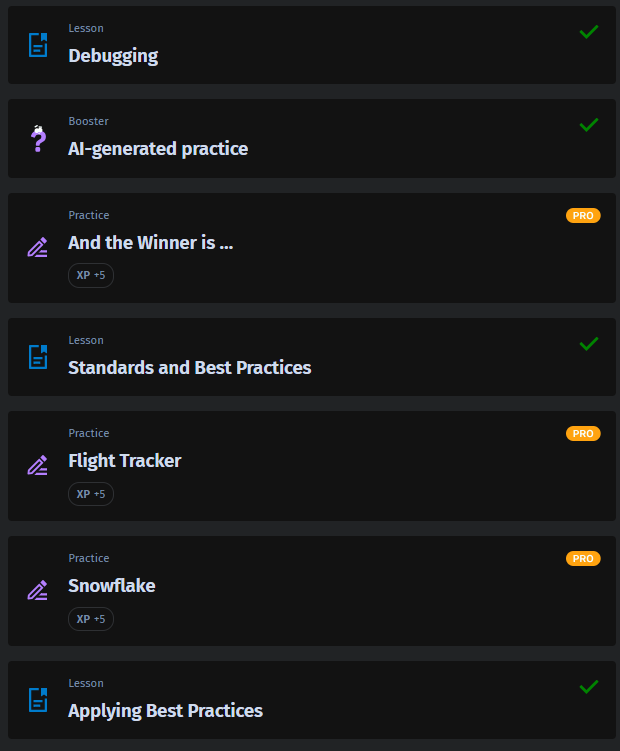 Lesson
Debugging
Booster
AI-generated practice
Practice
PRO
And the Winner is ...
XP +5
Lesson
Standards and Best Practices
Practice
PRO
Flight Tracker
XP +5
Practice
PRO
Snowflake
XP +5
Lesson
Applying Best Practices